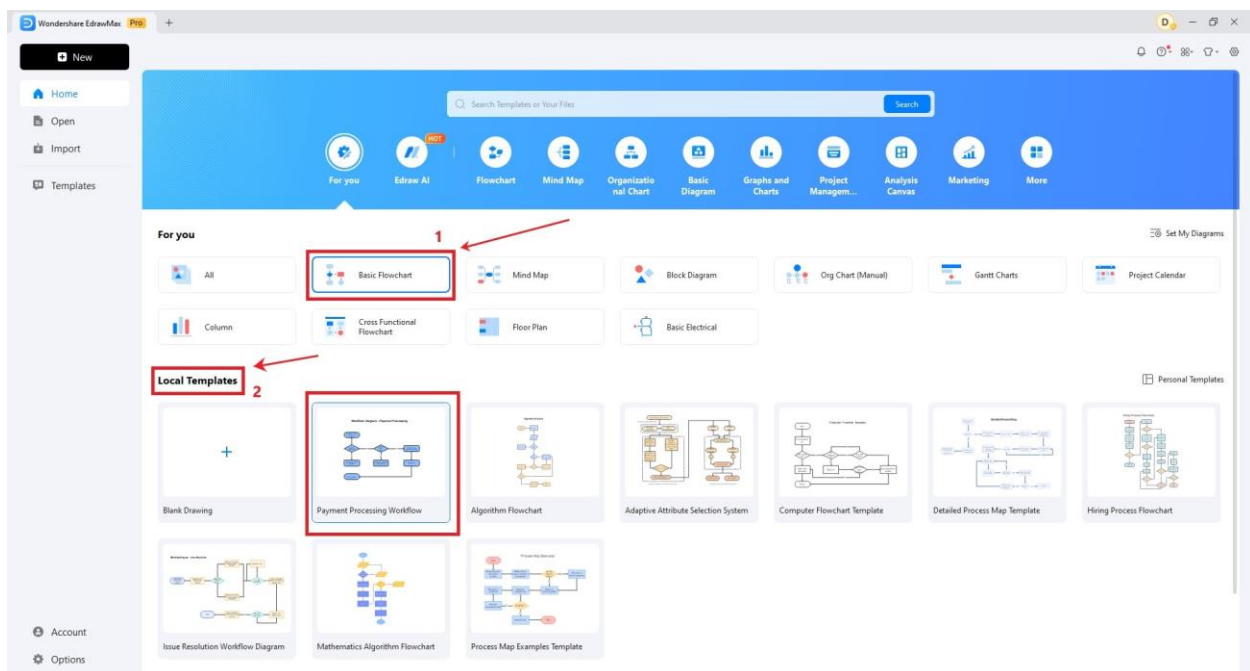 Wondershare EdrawMax Pro +
D
New
Home
Open
Import
Templates
Search Templates or Your Files
Search
HOT
For you
Edraw AI
Flowchart
Mind Map
Organizatio
nal Chart
Basic
Diagram
Graphs and
Charts
Project
Managem...
Analysis
Canvas
Marketing
More
For you
1
Set My Diagrams
All
Basic Flowchart
Mind Map
Block Diagram
Org Chart (Manual)
Gantt Charts
Project Calendar
Column
Cross Functional
Flowchart
Floor Plan
Basic Electrical
Local Templates
2
Personal Templates
Blank Drawing
Payment Processing Workflow
Algorithm Flowchart
Adaptive Attribute Selection System
Computer Flowchart Template
Detailed Process Map Template
Hiring Process Flowchart
Issue Resolution Workflow Diagram
Mathematics Algorithm Flowchart
Process Map Examples Template
Account
Options